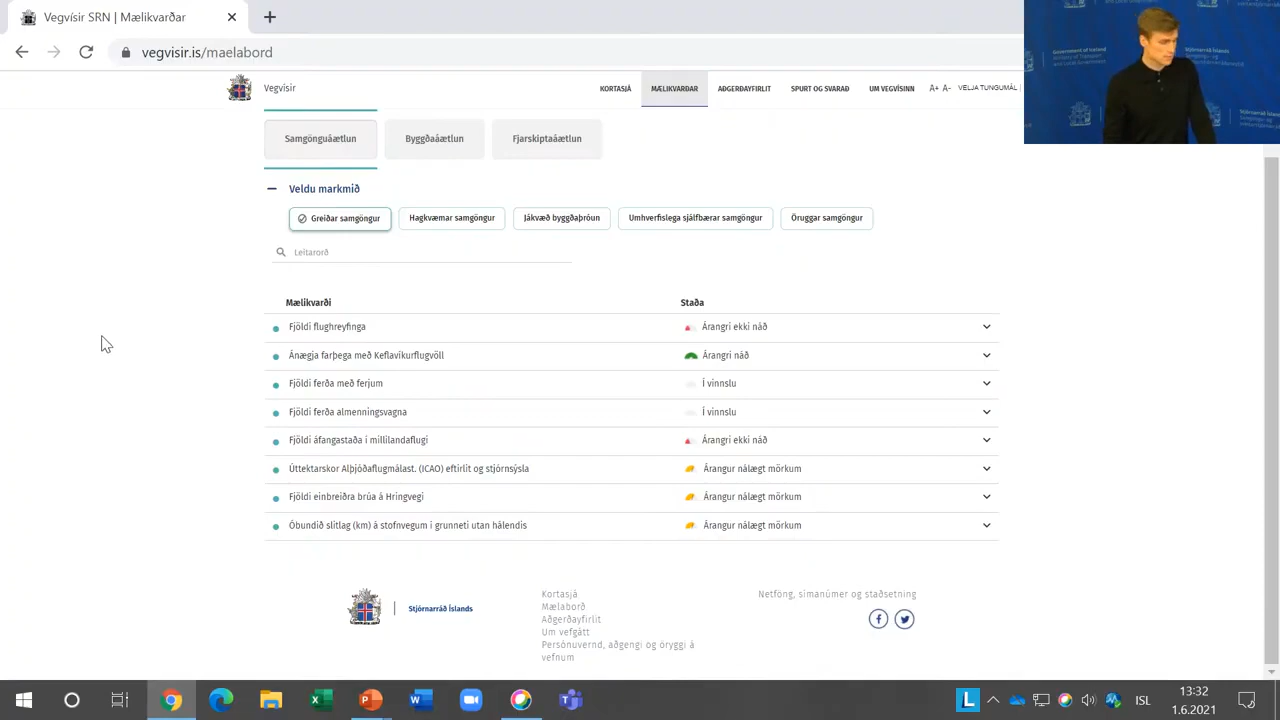 Vegvísir SRN | Mælikvarðar
vegvisir.is/maelabord
Vegvísir
KORTASJÁ
MÆLIKVARÐAR
AÐGERÐAYFIRLIT
SPURT OG SVARAÐ
UM VEGVÍSINN
A+ A- VELJA TUNGUMÁL
Samgönguáætlun
Byggðaáætlun
Fjarskiptaáætlun
Veldu markmið
Greiðar samgöngur
Hagkvæmar samgöngur
Jákvæð byggðaþróun
Umhverfislega sjálfbærar samgöngur
Öruggar samgöngur
Leitarorð
Mælikvarði Staða
Fjöldi flughreyfinga Árangri ekki náð
Ánægja farþega með Keflavíkurflugvöll Árangri náð
Fjöldi ferða með ferjum Í vinnslu
Fjöldi ferða almenningsvagna Í vinnslu
Fjöldi áfangastaða í millilandaflugi Árangri ekki náð
Úttektarskor Alþjóðaflugmálast. (ICAO) eftirlit og stjórnsýsla Árangur nálægt mörkum
Fjöldi einbreiðra brúa á Hringvegi Árangur nálægt mörkum
Óbundið slitlag (km) á stofnvegum í grunneti utan hálendis Árangur nálægt mörkum
Stjórnarráð Íslands
Kortasjá
Mælaborð
Aðgerðayfirlit
Um vefgátt
Persónuvernd, aðgengi og öryggi á
vefnum
Netföng, símanúmer og staðsetning
Government of Iceland
Stjórnarráð Íslands
ISL
13:32
1.6.2021